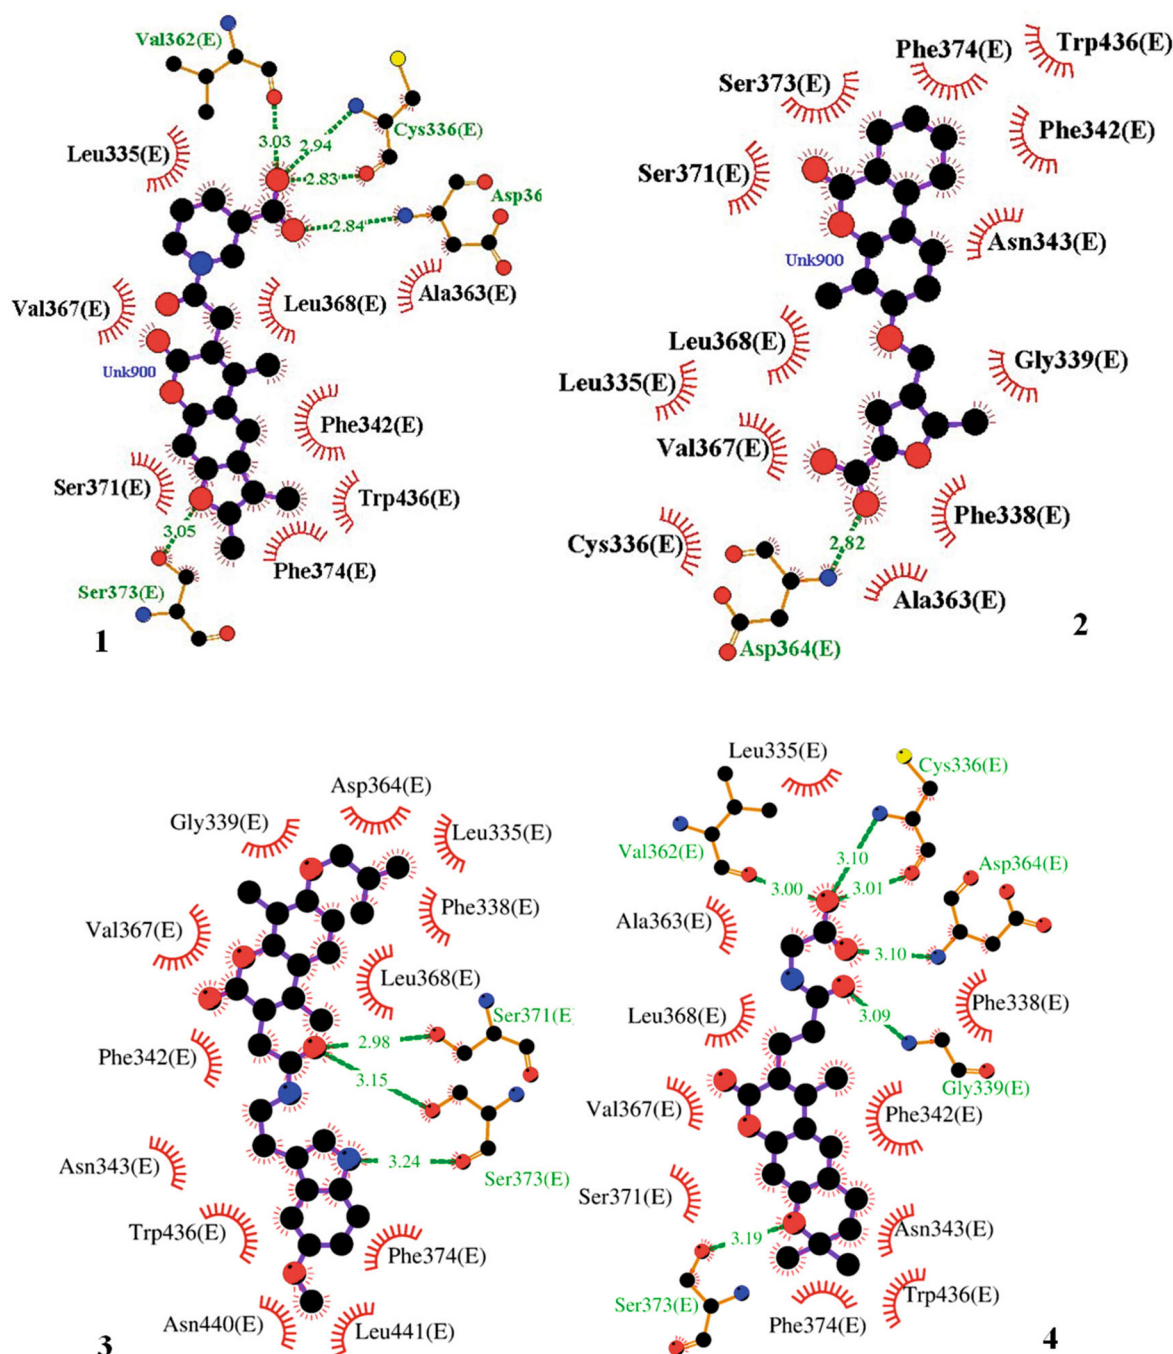 Val362(E)
3.03
2.94
Cys336(E)
Leu335(E)
2.83
Asp36
2.84
Val367(E)
Leu368(E)
Ala363(E)
Unk900
Phe342(E)
Ser371(E)
Trp436(E)
3.05
Phe374(E)
Ser373(E)
1
Trp436(E)
Phe374(E)
Ser373(E)
Phe342(E)
Ser371(E)
Asn343(E)
Unk900
Leu368(E)
Gly339(E)
Leu335(E)
Val367(E)
Phe338(E)
Cys336(E)
2.82
Ala363(E)
Asp364(E)
2
Asp364(E)
Gly339(E)
Leu335(E)
Phe338(E)
Val367(E)
Leu368(E)
Ser371(E)
2.98
Phe342(E)
3.15
Asn343(E)
3.24
Ser373(E)
Trp436(E)
Phe374(E)
Asn440(E)
Leu441(E)
3
Leu335(E)
Cys336(E)
Val362(E)
3.10
Asp364(E)
3.00
3.01
Ala363(E)
3.10
Phe338(E)
Leu368(E)
3.09
Gly339(E)
Val367(E)
Phe342(E)
Ser371(E)
3.19
Asn343(E)
Ser373(E)
Trp436(E)
Phe374(E)
4